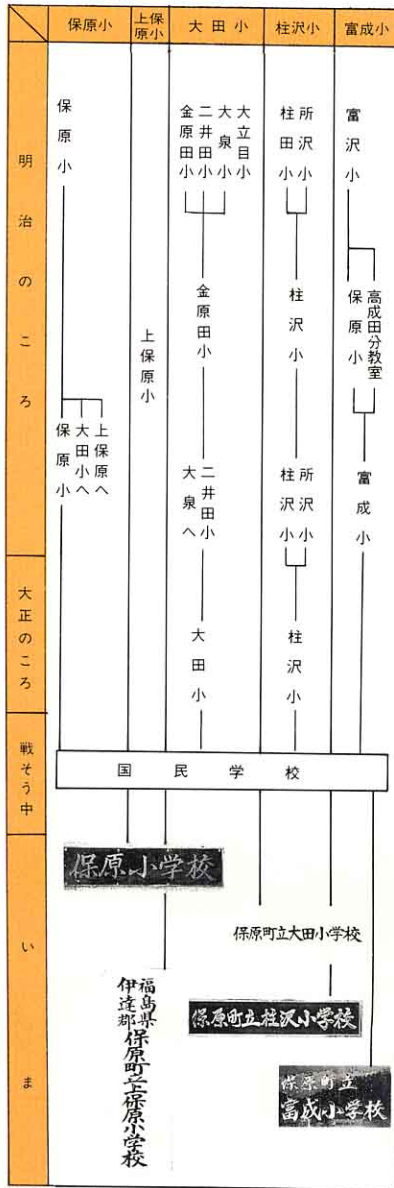 保原小
上保原小
大田小
柱沢小
富成小
明治のころ
保原小
上保原へ
大田小へ
保原小
上保原小
大立目小
大泉小
二井田小
金原田小
金原田小
二井田小
大泉へ
所沢小
柱田小
柱沢小
所沢小
柱沢小
富沢小
高成田分教室
保原小
富成小
大正のころ
大田小
柱沢小
戦そう中
国民学校
いま
保原小学校
福島県
伊達郡
保原町立上保原小学校
保原町立大田小学校
保原町立柱沢小学校
保原町立
富成小学校